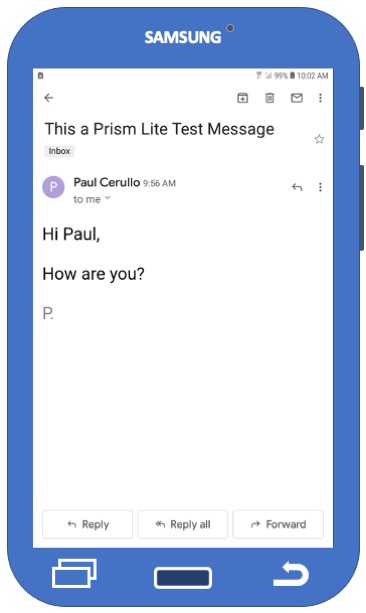 SAMSUNG
99% 10:02 AM
This a Prism Lite Test Message
Inbox
P
Paul Cerullo 9:56 AM
to me
Hi Paul,
How are you?
P.
Reply
Reply all
Forward